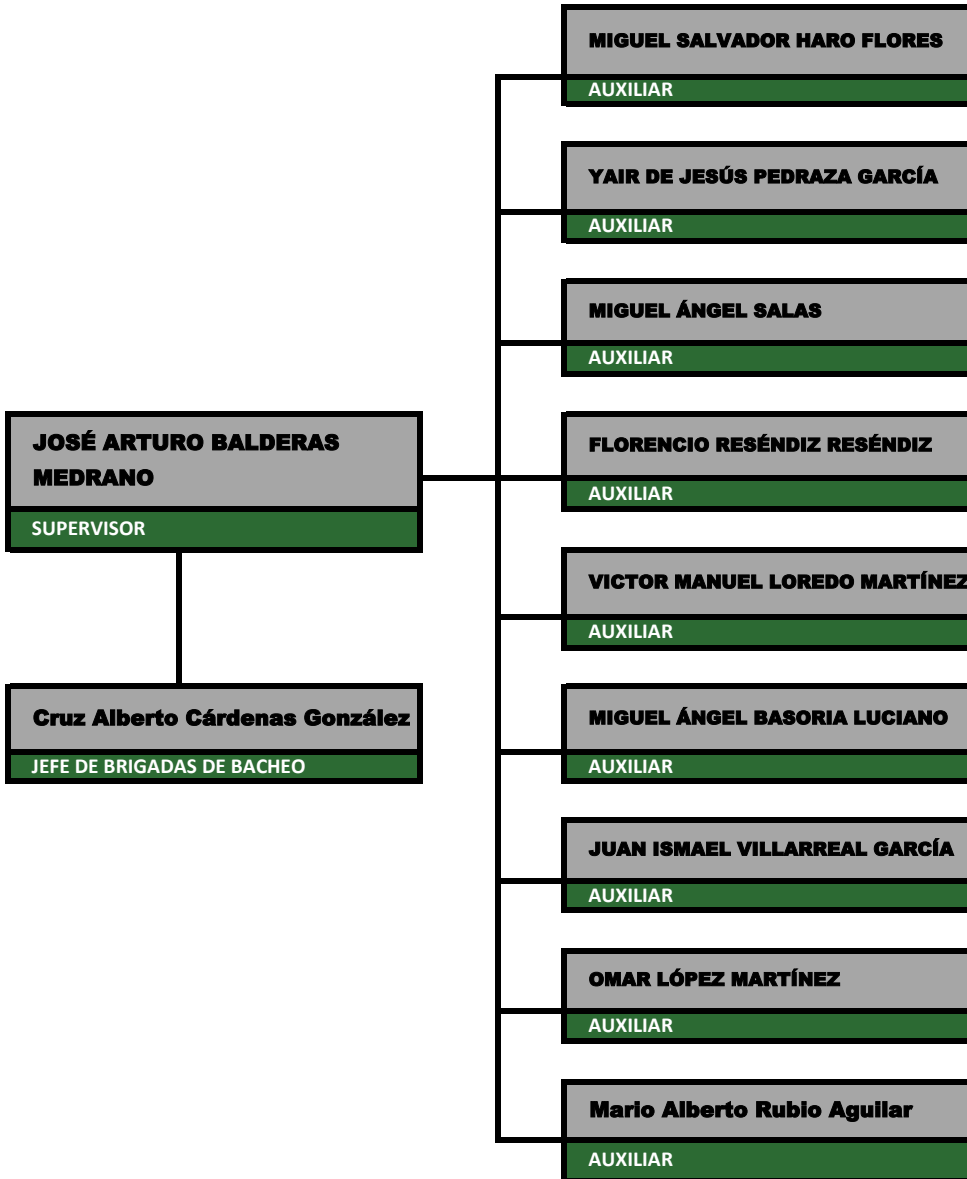 MIGUEL SALVADOR HARO FLORES
AUXILIAR
YAIR DE JESÚS PEDRAZA GARCÍA
AUXILIAR
MIGUEL ÁNGEL SALAS
AUXILIAR
JOSÉ ARTURO BALDERAS
MEDRANO
SUPERVISOR
FLORENCIO RESÉNDIZ RESÉNDIZ
AUXILIAR
VICTOR MANUEL LOREDO MARTÍNEZ
AUXILIAR
Cruz Alberto Cárdenas González
JEFE DE BRIGADAS DE BACHEO
MIGUEL ÁNGEL BASORIA LUCIANO
AUXILIAR
JUAN ISMAEL VILLARREAL GARCÍA
AUXILIAR
OMAR LÓPEZ MARTÍNEZ
AUXILIAR
Mario Alberto Rubio Aguilar
AUXILIAR